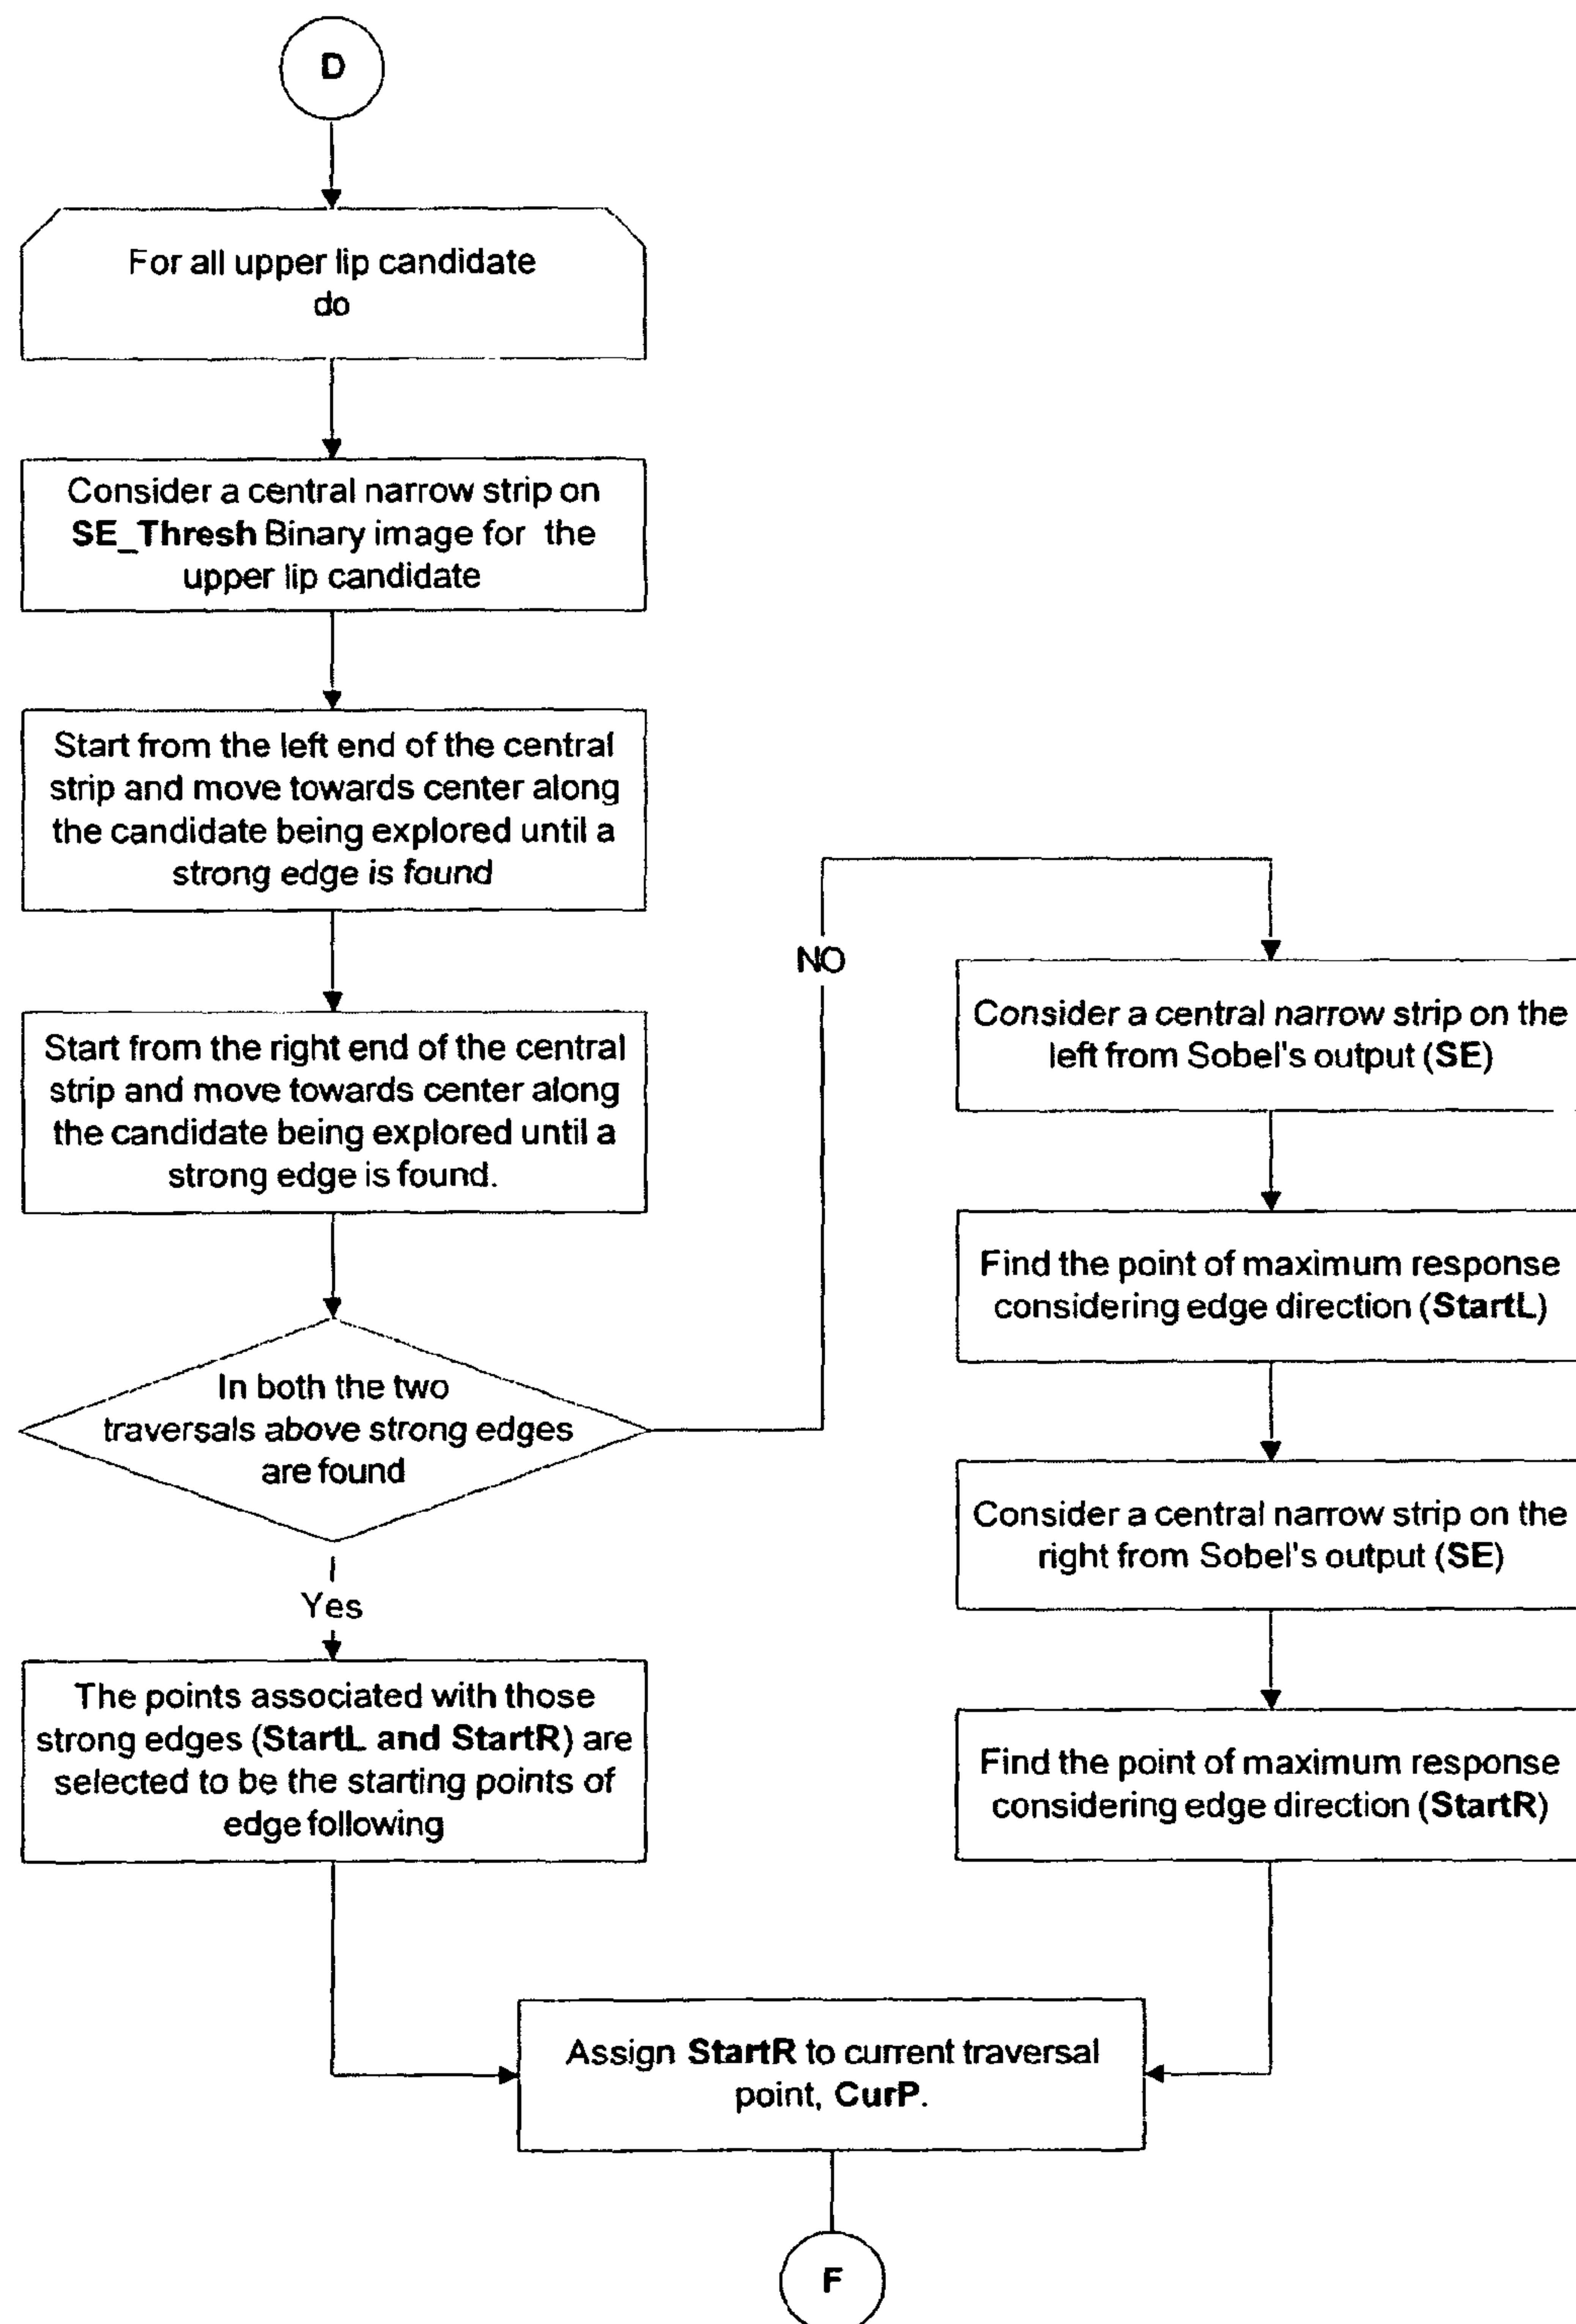 D
For all upper lip candidate
do
Consider a central narrow strip on
SE_Thresh Binary image for the
upper lip candidate
Start from the left end of the central
strip and move towards center along
the candidate being explored until a
strong edge is found
Start from the right end of the central
strip and move towards center along
the candidate being explored until a
strong edge is found.
In both the two
traversals above strong edges
are found
Yes
The points associated with those
strong edges (StartL and StartR) are
selected to be the starting points of
edge following
NO
Consider a central narrow strip on the
left from Sobel's output (SE)
Find the point of maximum response
considering edge direction (StartL)
Consider a central narrow strip on the
right from Sobel's output (SE)
Find the point of maximum response
considering edge direction (StartR)
Assign StartR to current traversal
point, CurP.
F